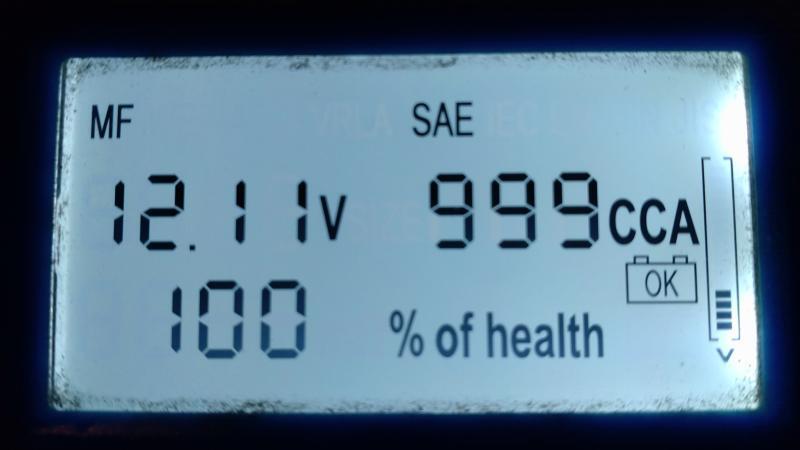 MF SAE
12.11V 999CCA
OK
100 % of health